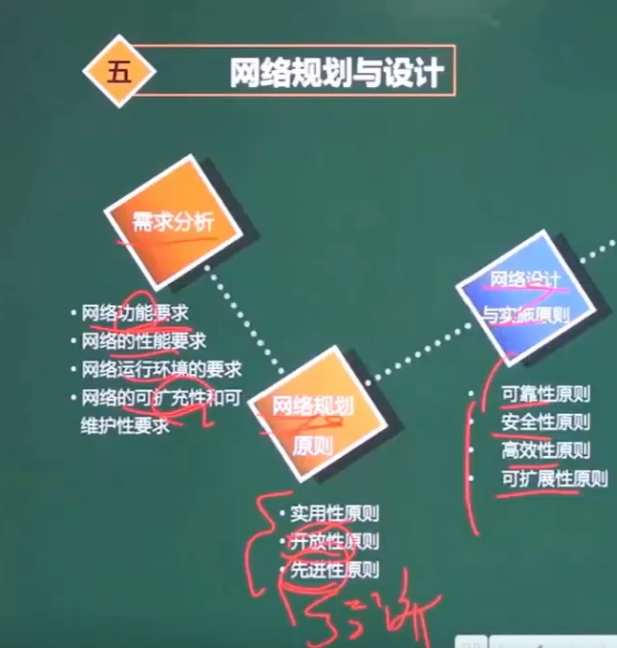 五
网络规划与设计
需求分析
• 网络功能要求
• 网络的性能要求
• 网络运行环境的要求
• 网络的可扩充性和可
维护性要求
网络规划
原则
• 实用性原则
• 开放性原则
• 先进性原则
网络设计
与实施原则
• 可靠性原则
• 安全性原则
• 高效性原则
• 可扩展性原则